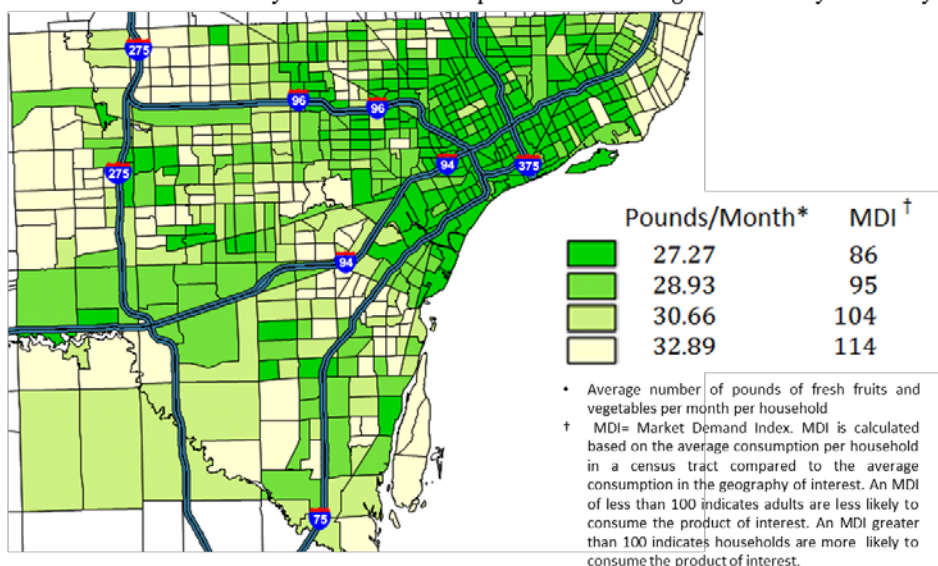 275
96
96
94
375
275
94
75
Pounds/Month* MDI †
27.27 86
28.93 95
30.66 104
32.89 114
• Average number of pounds of fresh fruits and
vegetables per month per household
† MDI= Market Demand Index. MDI is calculated
based on the average consumption per household
in a census tract compared to the average
consumption in the geography of interest. An MDI
of less than 100 indicates adults are less likely to
consume the product of interest. An MDI greater
than 100 indicates households are more likely to
consume the product of interest.